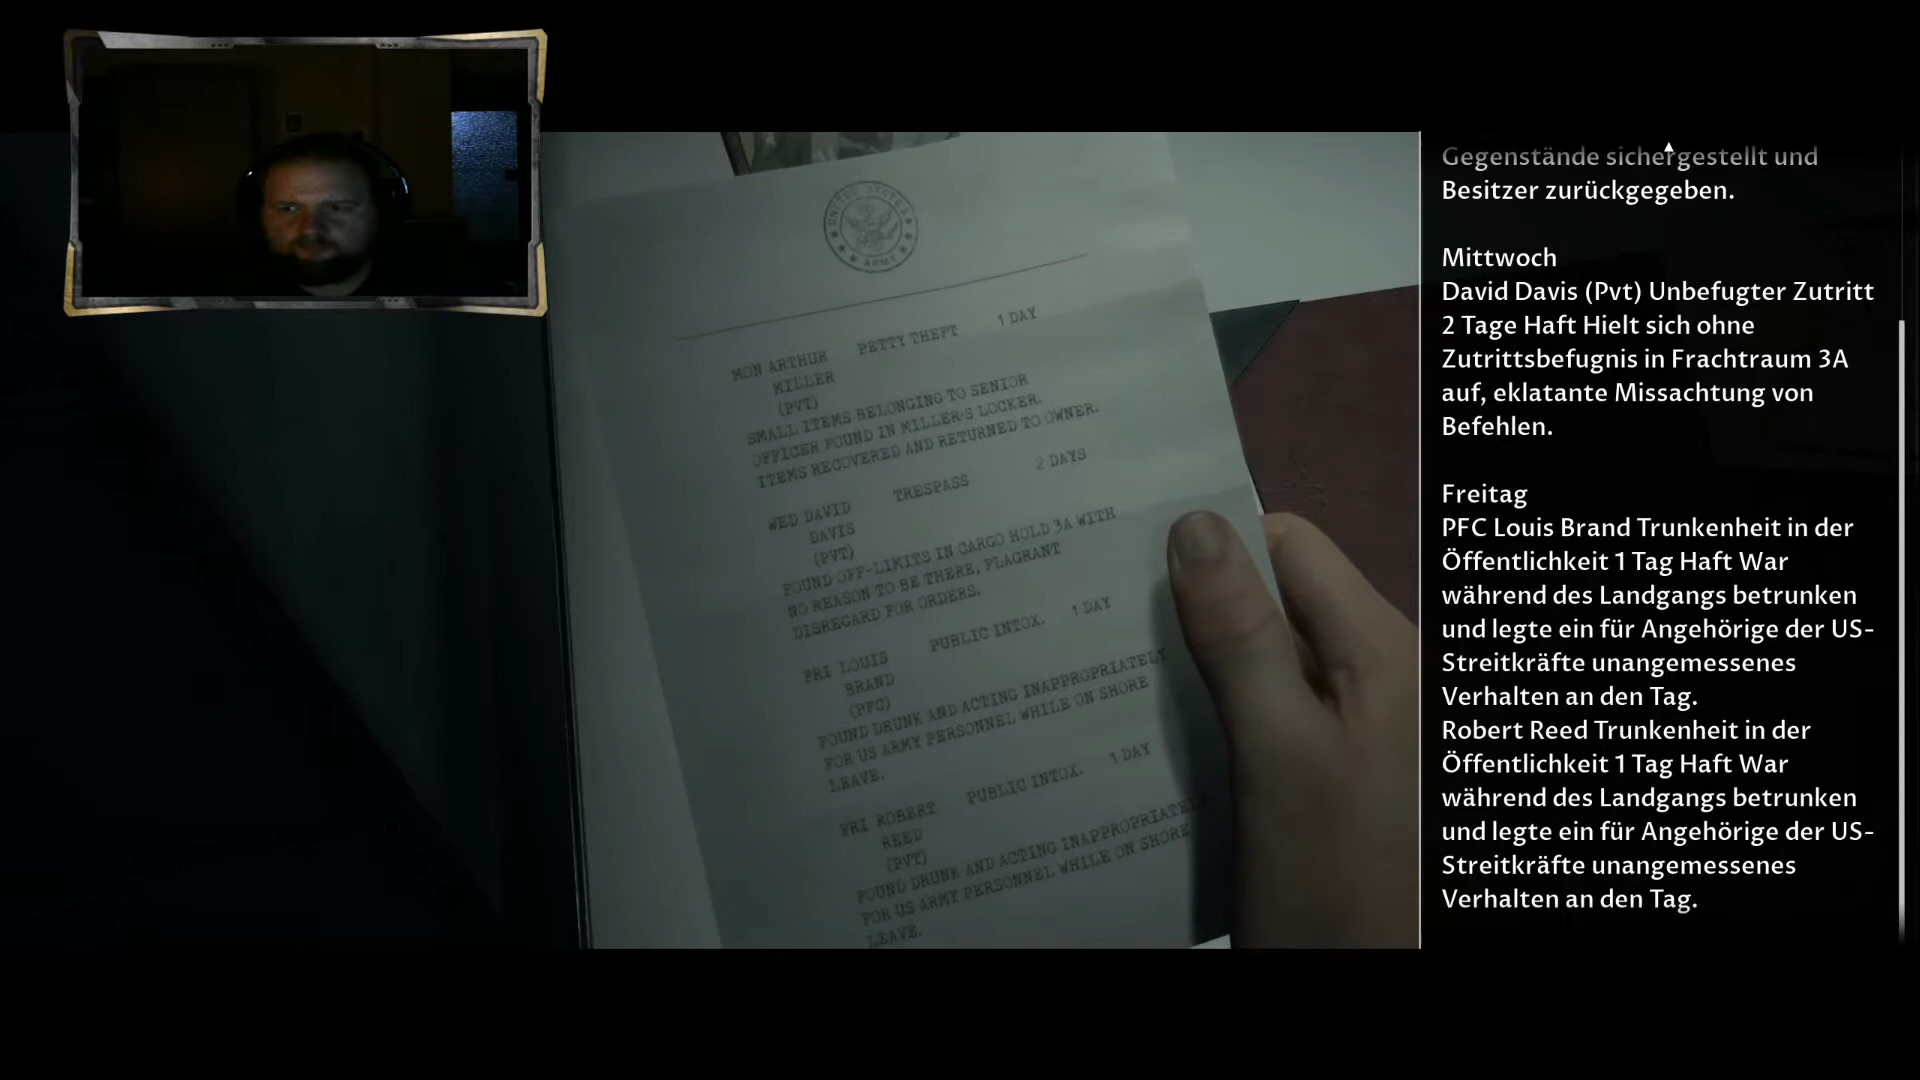 UNITED STATES
ARMY
MON ARTHUR PETTY THEFT 1 DAY
MILLER
(PVT)
SMALL ITEMS BELONGING TO SENIOR
OFFICER FOUND IN MILLER'S LOCKER.
ITEMS RECOVERED AND RETURNED TO OWNER.
WED DAVID TRESPASS 2 DAYS
DAVIS
(PVT)
FOUND OFF-LIMITS IN CARGO HOLD 3A WITH
NO REASON TO BE THERE, FLAGRANT
DISREGARD FOR ORDERS.
FRI LOUIS PUBLIC INTOX. 1 DAY
BRAND
(PFC)
FOUND DRUNK AND ACTING INAPPROPRIATELY
FOR US ARMY PERSONNEL WHILE ON SHORE
LEAVE.
FRI ROBERT PUBLIC INTOX. 1 DAY
REED
(PVT)
FOUND DRUNK AND ACTING INAPPROPRIATELY
FOR US ARMY PERSONNEL WHILE ON SHORE
LEAVE.
Gegenstände sichergestellt und
Besitzer zurückgegeben.
Mittwoch
David Davis (Pvt) Unbefugter Zutritt
2 Tage Haft Hielt sich ohne
Zutrittsbefugnis in Frachtraum 3A
auf, eklatante Missachtung von
Befehlen.
Freitag
PFC Louis Brand Trunkenheit in der
Öffentlichkeit 1 Tag Haft War
während des Landgangs betrunken
und legte ein für Angehörige der US-
Streitkräfte unangemessenes
Verhalten an den Tag.
Robert Reed Trunkenheit in der
Öffentlichkeit 1 Tag Haft War
während des Landgangs betrunken
und legte ein für Angehörige der US-
Streitkräfte unangemessenes
Verhalten an den Tag.